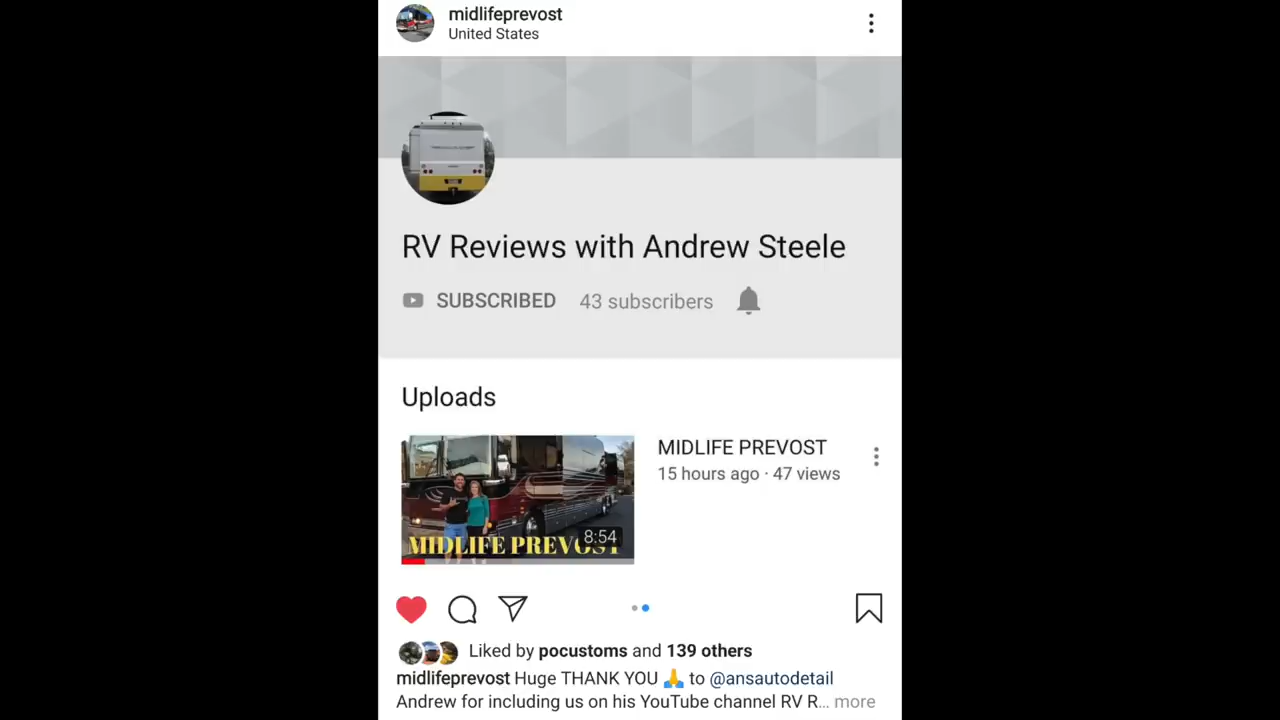 midlifeprevost
United States
RV Reviews with Andrew Steele
SUBSCRIBED 43 subscribers
Uploads
MIDLIFE PREVOST
15 hours ago · 47 views
8:54
MIDLIFE PREVOST
Liked by pocustoms and 139 others
midlifeprevost Huge THANK YOU 🙏 to @ansautodetail
Andrew for including us on his YouTube channel RV R... more